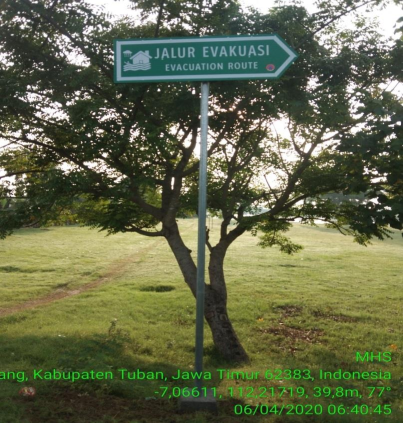 JALUR EVAKUASI
EVACUATION ROUTE
MHS
ang, Kabupaten Tuban, Jawa Timur 62383, Indonesia
-7,06611, 112,21719, 39,8m, 77°
06/04/2020 06:40:45